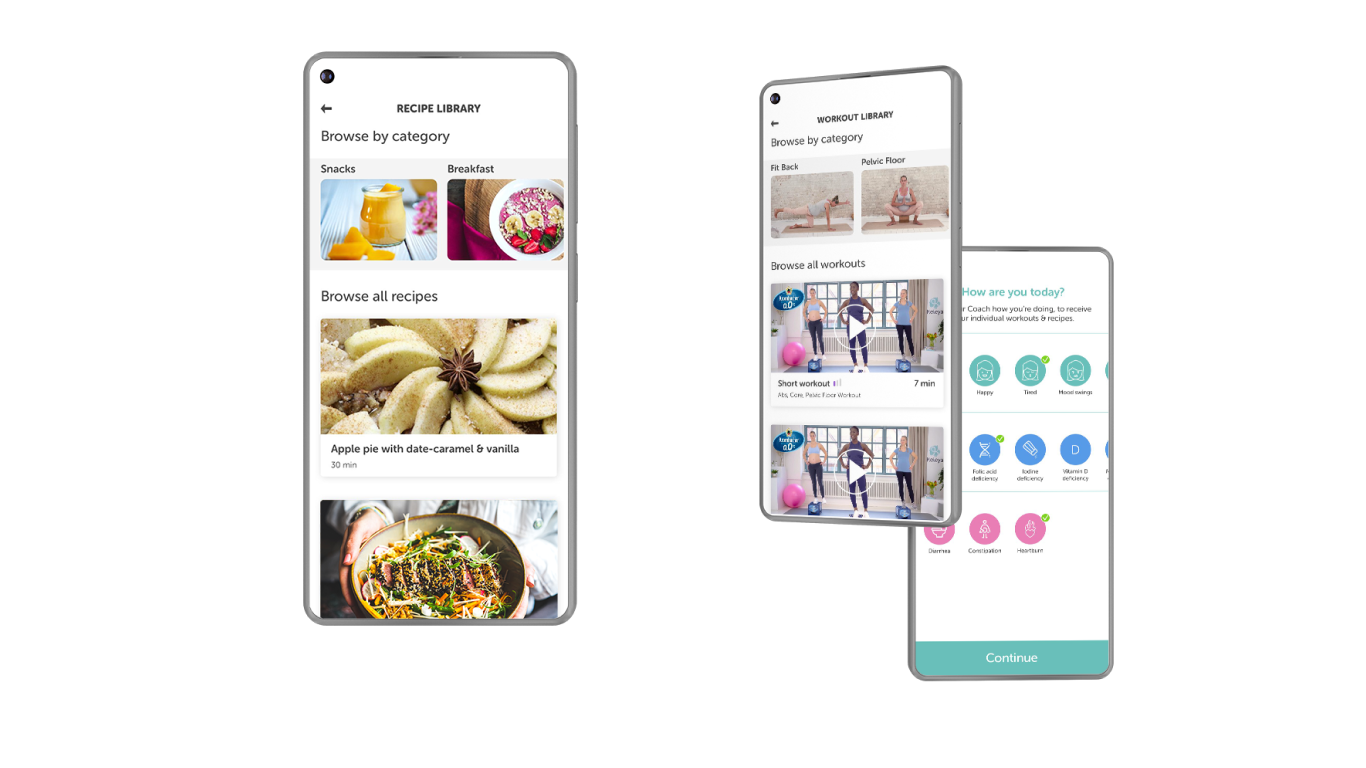 RECIPE LIBRARY
Browse by category
Snacks
Breakfast
Browse all recipes
Apple pie with date-caramel & vanilla
30 min
WORKOUT LIBRARY
Browse by category
Fit Back
Pelvic Floor
Browse all workouts
Keleya
Short workout
7 min
Abs, Core, Pelvic Floor Workout
Keleya
How are you today?
r Coach how you're doing, to receive
ur individual workouts & recipes.
Happy
Tired
Mood swings
Folic acid
deficiency
Iodine
deficiency
D
Vitamin D
deficiency
Diarrhea
Constipation
Heartburn
Continue